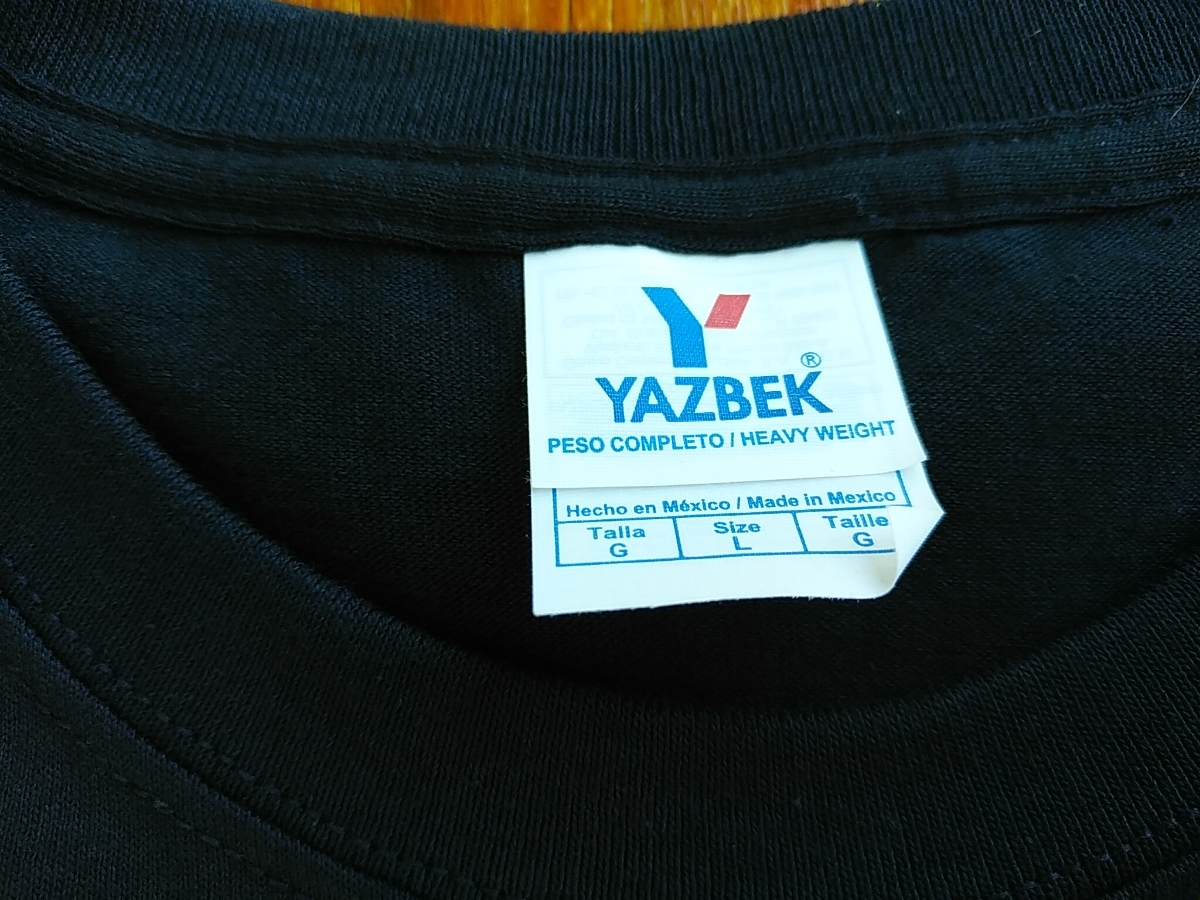 Y
YAZBEK®
PESO COMPLETO / HEAVY WEIGHT
Hecho en México / Made in Mexico
Talla Size Taille
G L G